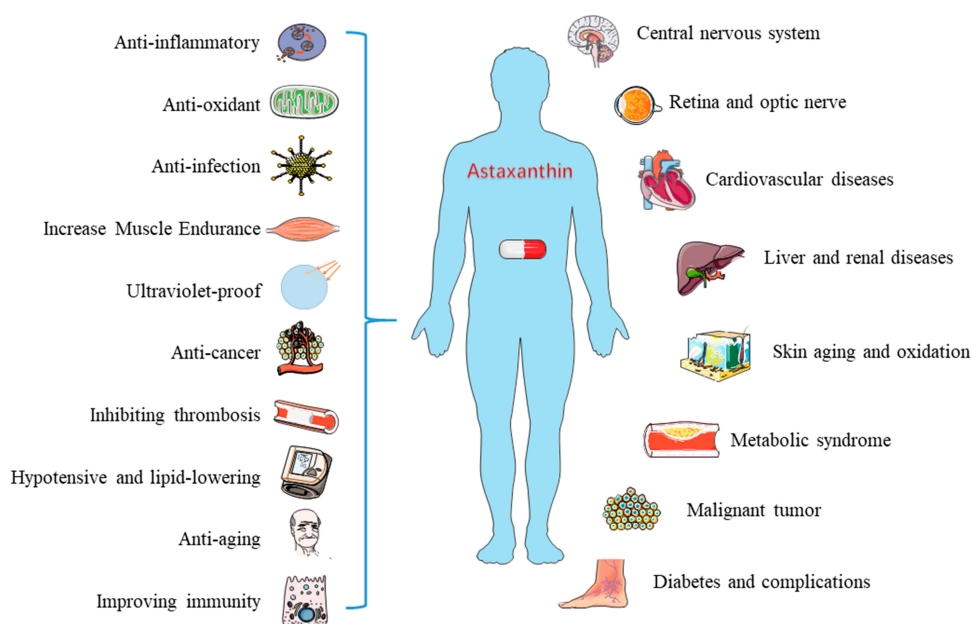 Anti-inflammatory
Anti-oxidant
Anti-infection
Increase Muscle Endurance
Ultraviolet-proof
Anti-cancer
Inhibiting thrombosis
Hypotensive and lipid-lowering
Anti-aging
Improving immunity
Astaxanthin
Central nervous system
Retina and optic nerve
Cardiovascular diseases
Liver and renal diseases
Skin aging and oxidation
Metabolic syndrome
Malignant tumor
Diabetes and complications